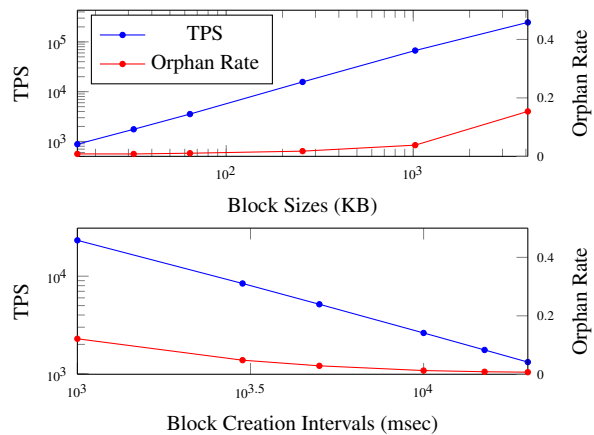 TPS
Orphan Rate
10^5
10^4
10^3
TPS
0.4
0.2
0
Orphan Rate
10^2 10^3
Block Sizes (KB)
10^4
10^3
TPS
0.4
0.2
0
Orphan Rate
10^3 10^3.5 10^4
Block Creation Intervals (msec)